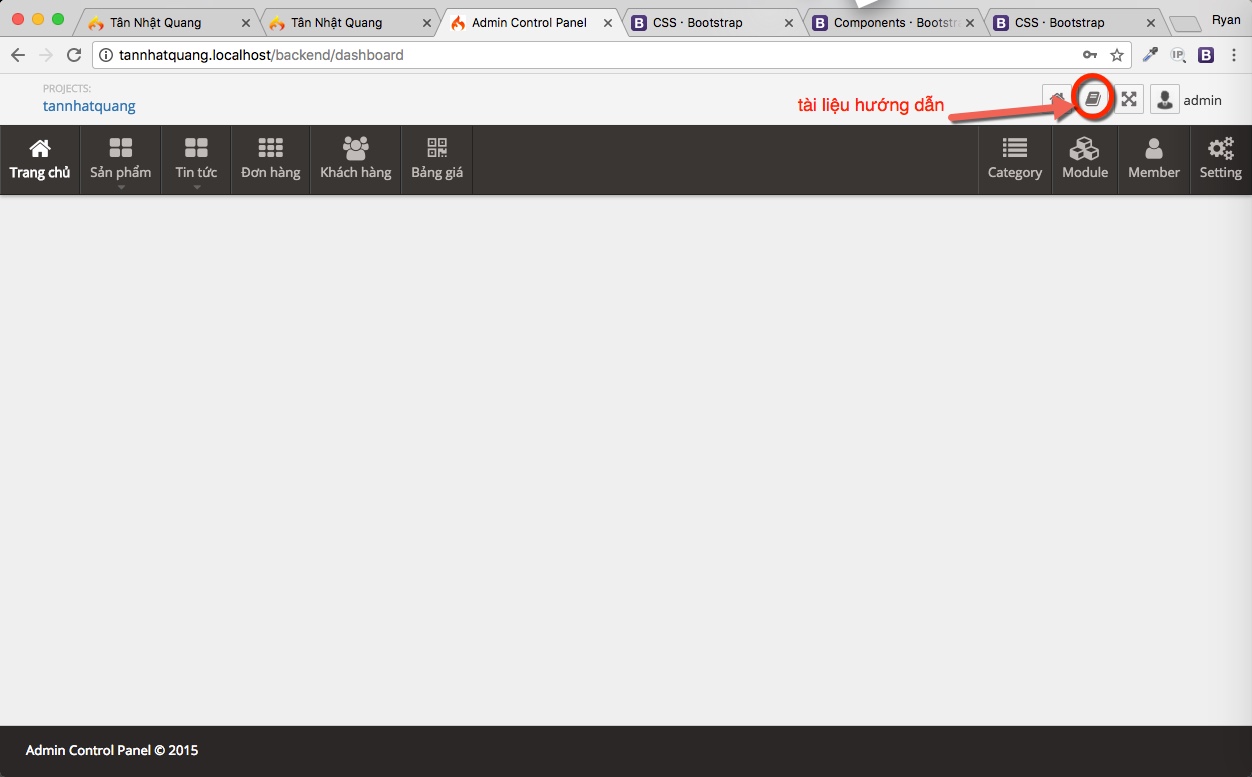 Tân Nhật Quang
Tân Nhật Quang
Admin Control Panel
CSS · Bootstrap
Components · Bootstra
CSS · Bootstrap
Ryan
tannhatquang.localhost/backend/dashboard
IP
B
PROJECTS:
tannhatquang
tài liệu hướng dẫn
admin
Trang chủ
Sản phẩm
Tin tức
Đơn hàng
Khách hàng
Bảng giá
Category
Module
Member
Setting
Admin Control Panel © 2015